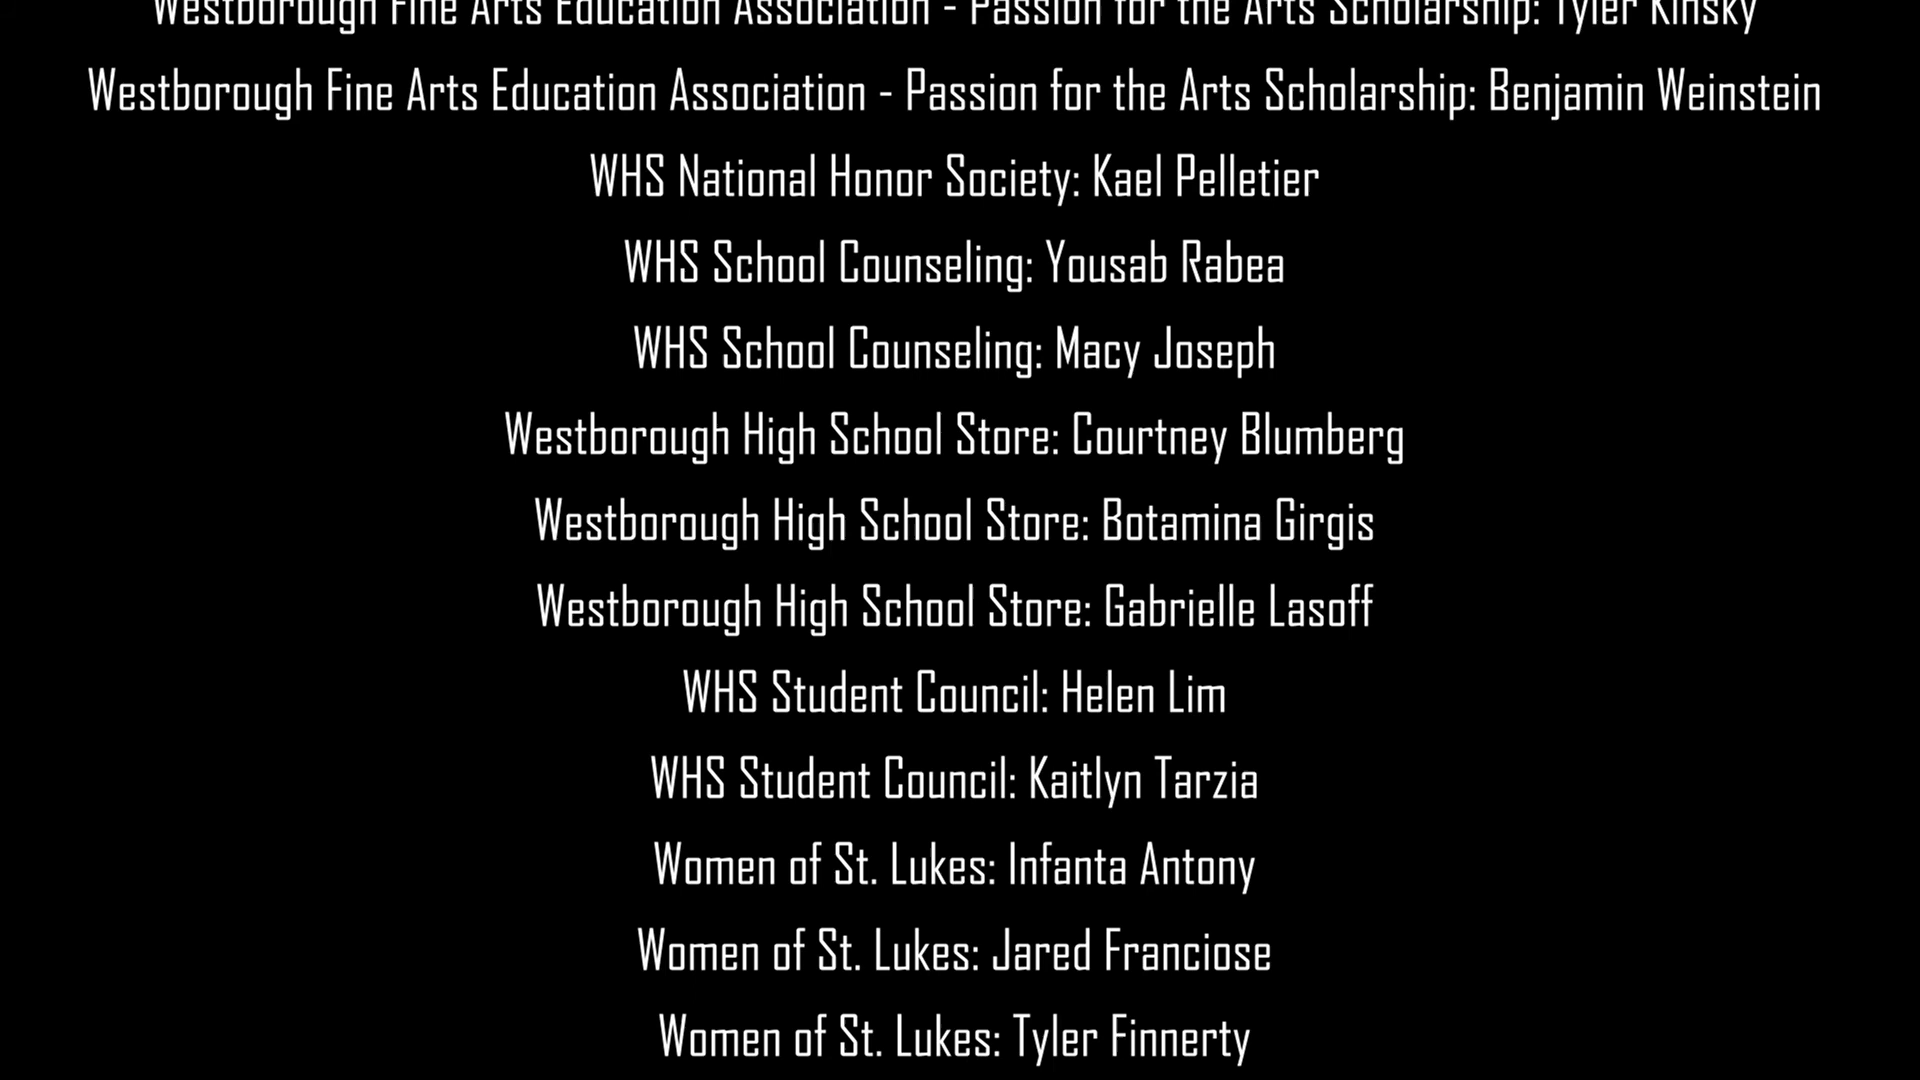 Westborough Fine Arts Education Association - Passion for the Arts Scholarship: Tyler Kinsky
Westborough Fine Arts Education Association - Passion for the Arts Scholarship: Benjamin Weinstein
WHS National Honor Society: Kael Pelletier
WHS School Counseling: Yousab Rabea
WHS School Counseling: Macy Joseph
Westborough High School Store: Courtney Blumberg
Westborough High School Store: Botamina Girgis
Westborough High School Store: Gabrielle Lasoff
WHS Student Council: Helen Lim
WHS Student Council: Kaitlyn Tarzia
Women of St. Lukes: Infanta Antony
Women of St. Lukes: Jared Franciose
Women of St. Lukes: Tyler Finnerty